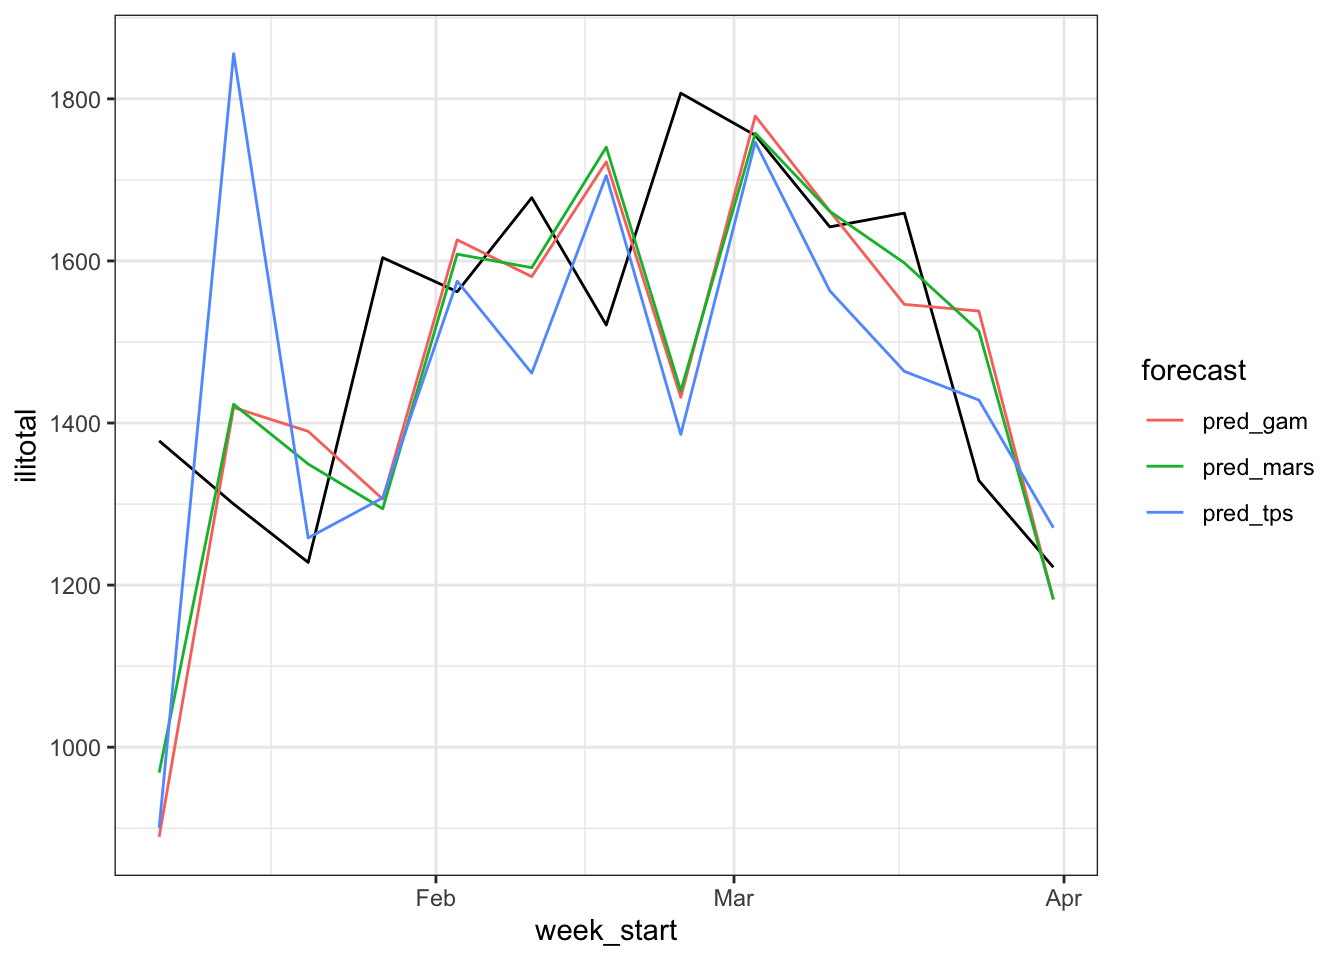 1800
1600
1400
1200
1000
ilitotal
Feb Mar Apr
week_start
forecast
pred_gam
pred_mars
pred_tps